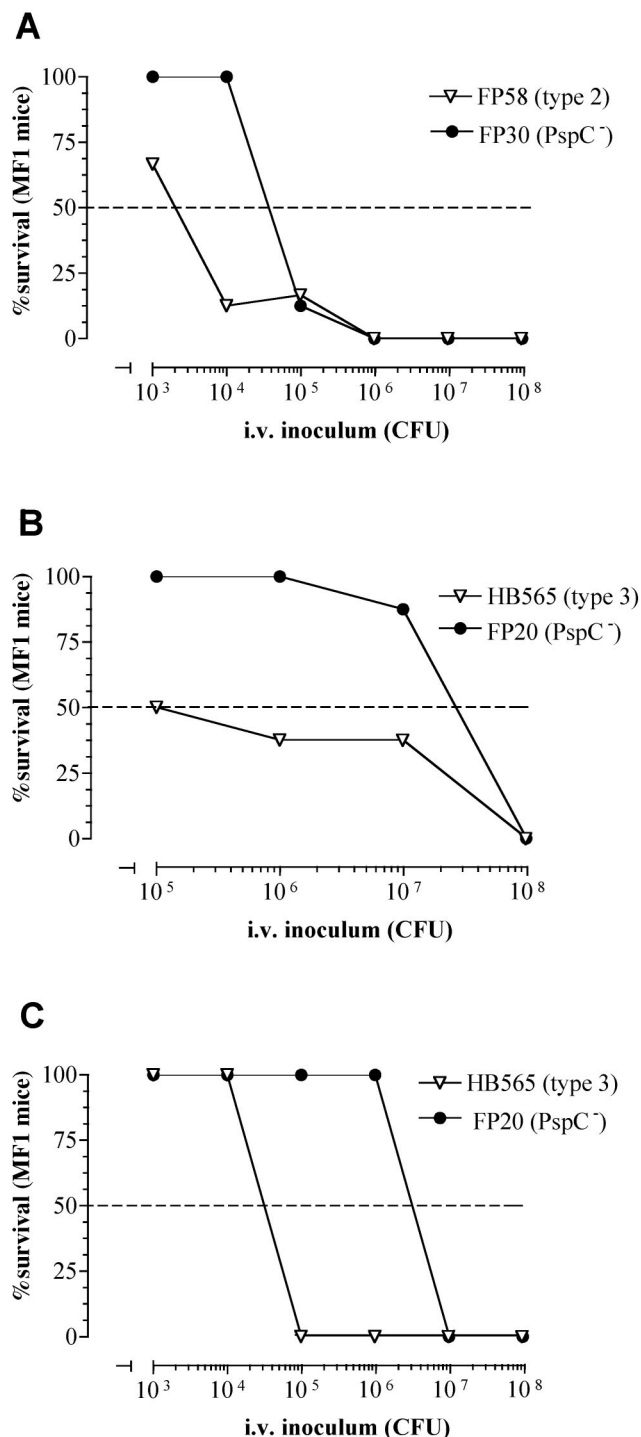 A
100
75
50
25
0
%survival (MF1 mice)
FP58 (type 2)
FP30 (PspC⁻)
10³ 10⁴ 10⁵ 10⁶ 10⁷ 10⁸
i.v. inoculum (CFU)
B
100
75
50
25
0
%survival (MF1 mice)
HB565 (type 3)
FP20 (PspC⁻)
10⁵ 10⁶ 10⁷ 10⁸
i.v. inoculum (CFU)
C
100
75
50
25
0
%survival (MF1 mice)
HB565 (type 3)
FP20 (PspC⁻)
10³ 10⁴ 10⁵ 10⁶ 10⁷ 10⁸
i.v. inoculum (CFU)